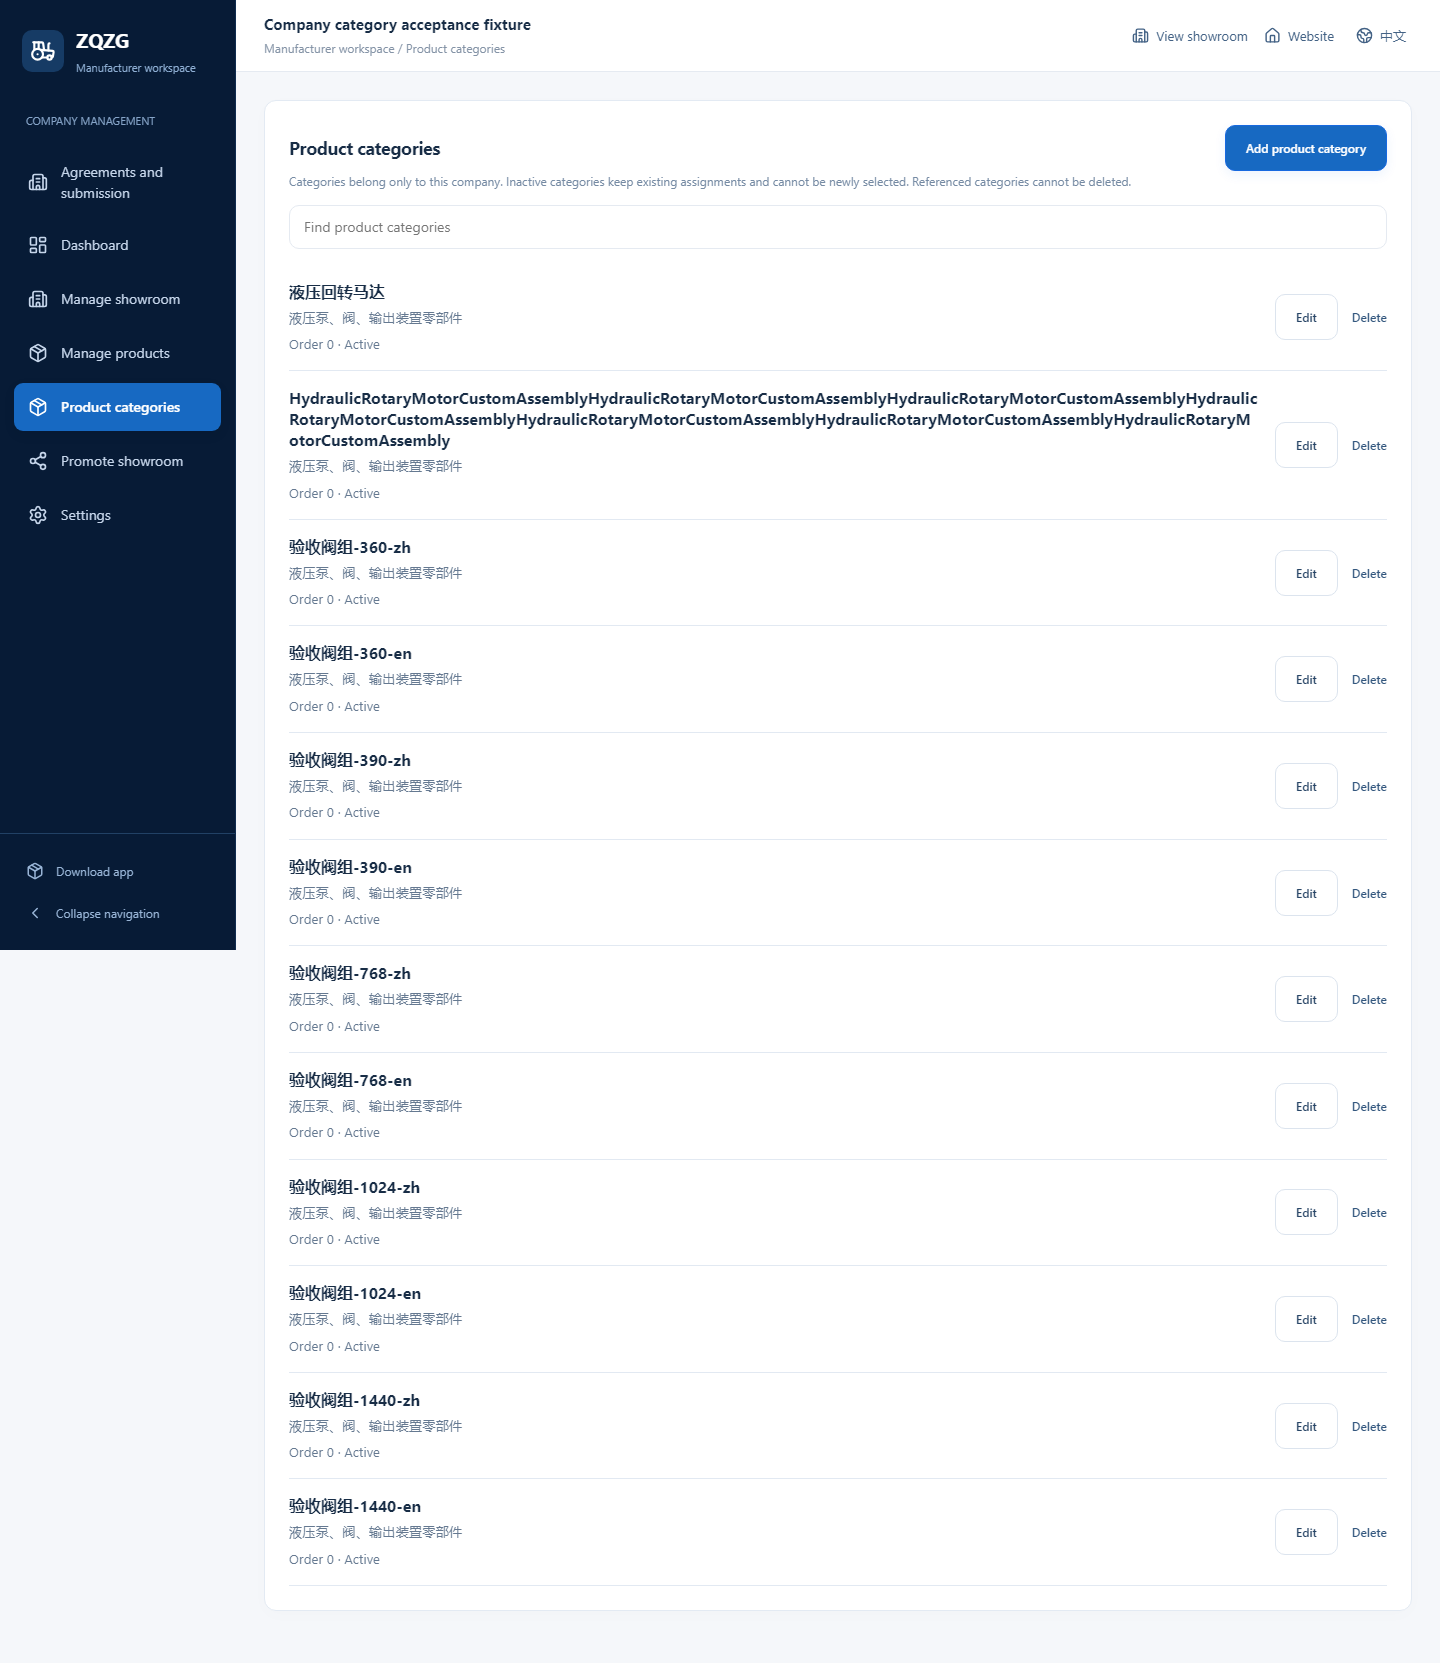 ZQZG
Manufacturer workspace
COMPANY MANAGEMENT
Agreements and
submission
Dashboard
Manage showroom
Manage products
Product categories
Promote showroom
Settings
Download app
Collapse navigation
Company category acceptance fixture
Manufacturer workspace / Product categories
View showroom
Website
中文
Product categories
Add product category
Categories belong only to this company. Inactive categories keep existing assignments and cannot be newly selected. Referenced categories cannot be deleted.
Find product categories
液压回转马达
液压泵、阀、输出装置零部件
Order 0 · Active
Edit
Delete
HydraulicRotaryMotorCustomAssemblyHydraulicRotaryMotorCustomAssemblyHydraulicRotaryMotorCustomAssemblyHydraulic
RotaryMotorCustomAssemblyHydraulicRotaryMotorCustomAssemblyHydraulicRotaryMotorCustomAssemblyHydraulicRotaryM
otorCustomAssembly
液压泵、阀、输出装置零部件
Order 0 · Active
Edit
Delete
验收阀组-360-zh
液压泵、阀、输出装置零部件
Order 0 · Active
Edit
Delete
验收阀组-360-en
液压泵、阀、输出装置零部件
Order 0 · Active
Edit
Delete
验收阀组-390-zh
液压泵、阀、输出装置零部件
Order 0 · Active
Edit
Delete
验收阀组-390-en
液压泵、阀、输出装置零部件
Order 0 · Active
Edit
Delete
验收阀组-768-zh
液压泵、阀、输出装置零部件
Order 0 · Active
Edit
Delete
验收阀组-768-en
液压泵、阀、输出装置零部件
Order 0 · Active
Edit
Delete
验收阀组-1024-zh
液压泵、阀、输出装置零部件
Order 0 · Active
Edit
Delete
验收阀组-1024-en
液压泵、阀、输出装置零部件
Order 0 · Active
Edit
Delete
验收阀组-1440-zh
液压泵、阀、输出装置零部件
Order 0 · Active
Edit
Delete
验收阀组-1440-en
液压泵、阀、输出装置零部件
Order 0 · Active
Edit
Delete